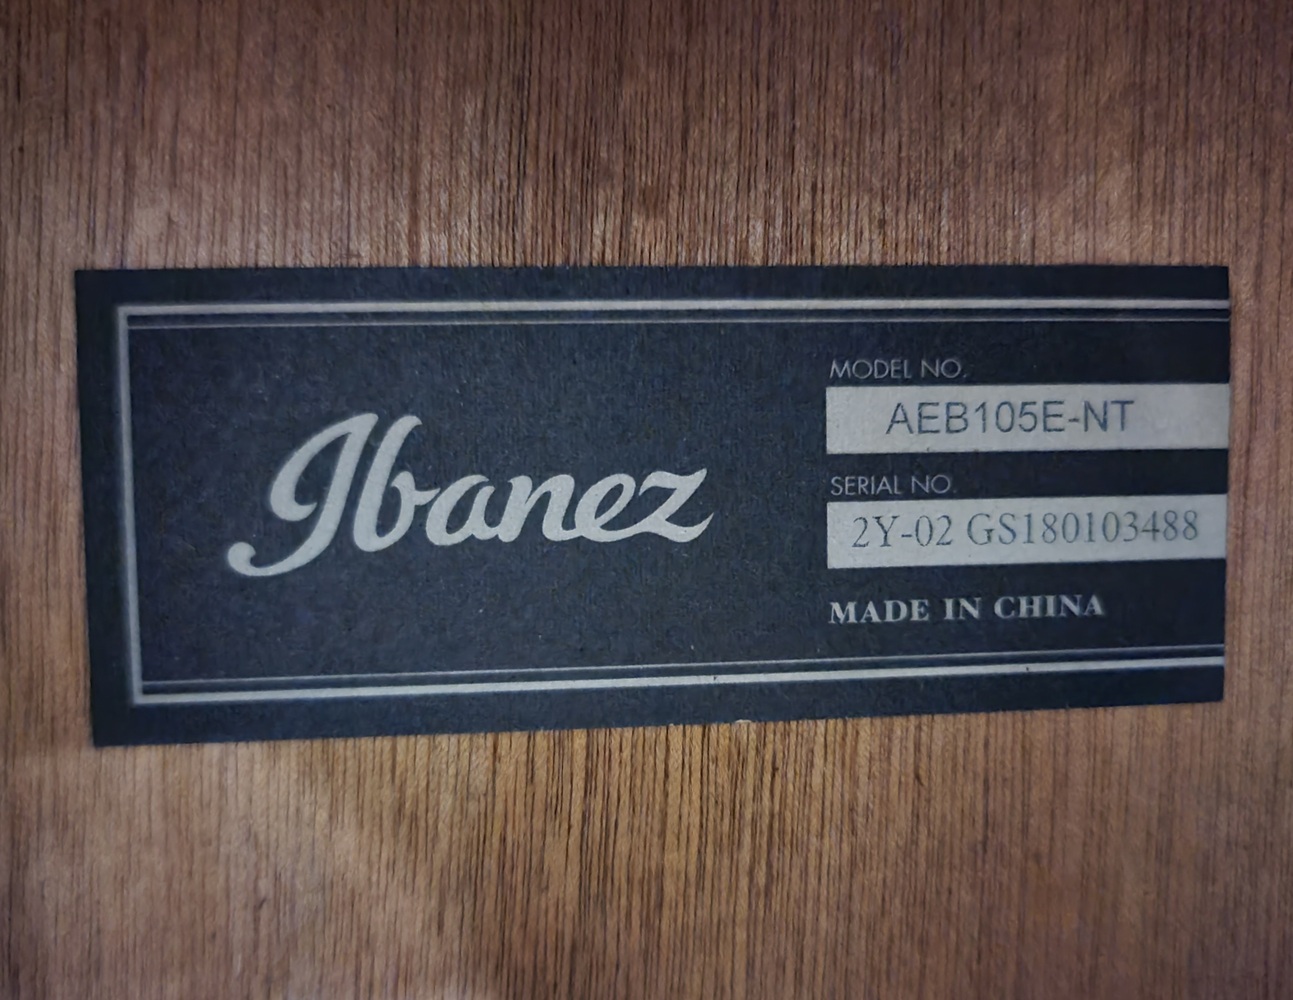 Ibanez
MODEL NO.
AEB105E-NT
SERIAL NO.
2Y-02 GS180103488
MADE IN CHINA